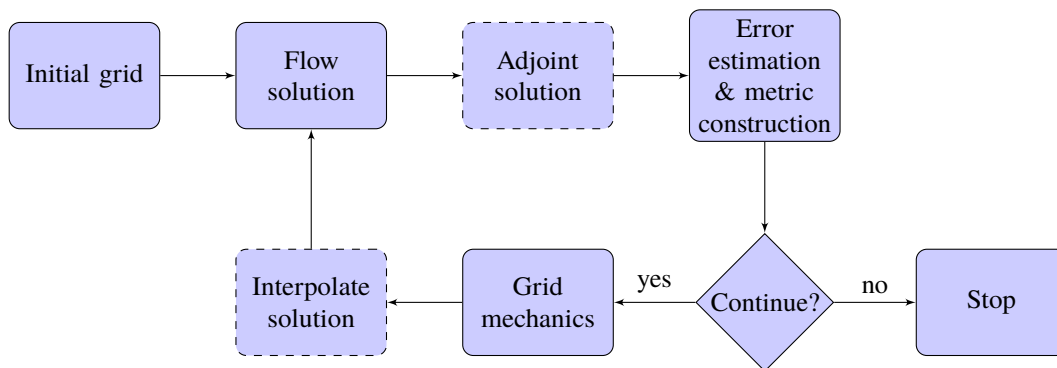 Initial grid
Flow
solution
Adjoint
solution
Error
estimation
& metric
construction
Interpolate
solution
Grid
mechanics
yes
Continue?
no
Stop